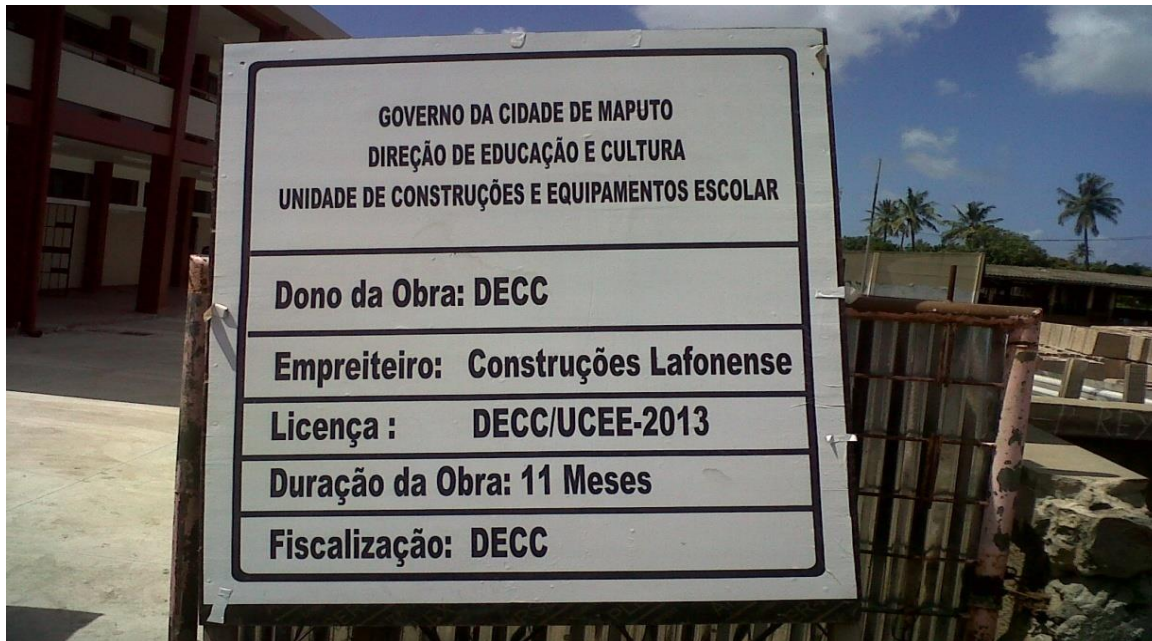 GOVERNO DA CIDADE DE MAPUTO
DIREÇÃO DE EDUCAÇÃO E CULTURA
UNIDADE DE CONSTRUÇÕES E EQUIPAMENTOS ESCOLAR
Dono da Obra: DECC
Empreiteiro: Construções Lafonense
Licença : DECC/UCEE-2013
Duração da Obra: 11 Meses
Fiscalização: DECC